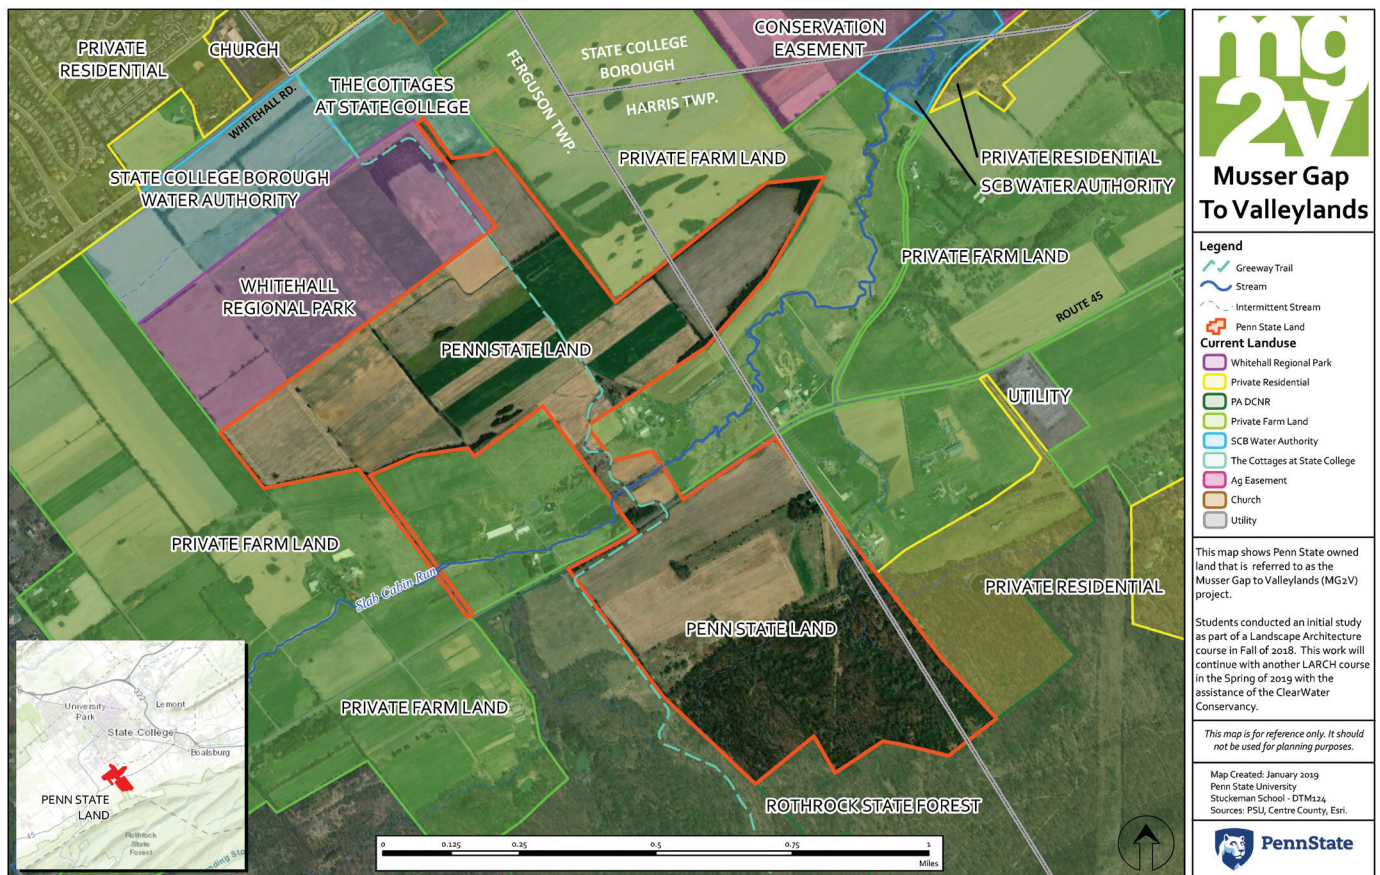 PRIVATE
RESIDENTIAL
CHURCH
THE COTTAGES
AT STATE COLLEGE
WHITEHALL RD.
FERGUSON TWP.
STATE COLLEGE
BOROUGH
HARRIS TWP.
CONSERVATION
EASEMENT
PRIVATE FARM LAND
PRIVATE RESIDENTIAL
SCB WATER AUTHORITY
STATE COLLEGE BOROUGH
WATER AUTHORITY
WHITEHALL
REGIONAL PARK
PRIVATE FARM LAND
ROUTE 45
PENN STATE LAND
UTILITY
PRIVATE FARM LAND
Slab Cabin Run
PRIVATE RESIDENTIAL
PENN STATE LAND
PRIVATE FARM LAND
ROTHROCK STATE FOREST
322
University
Park
Lemont
State College
Boalsburg
PENN STATE
LAND
45
Rothrock
State
Forest
nding Sto
0
0.125
0.25
0.5
0.75
1
Miles
mg
2v
Musser Gap
To Valleylands
Legend
Greeway Trail
Stream
Intermittent Stream
Penn State Land
Current Landuse
Whitehall Regional Park
Private Residential
PA DCNR
Private Farm Land
SCB Water Authority
The Cottages at State College
Ag Easement
Church
Utility
This map shows Penn State owned
land that is referred to as the
Musser Gap to Valleylands (MG2V)
project.
Students conducted an initial study
as part of a Landscape Architecture
course in Fall of 2018. This work will
continue with another LARCH course
in the Spring of 2019 with the
assistance of the ClearWater
Conservancy.
This map is for reference only. It should
not be used for planning purposes.
Map Created: January 2019
Penn State University
Stuckeman School - DTM124
Sources: PSU, Centre County, Esri.
PennState